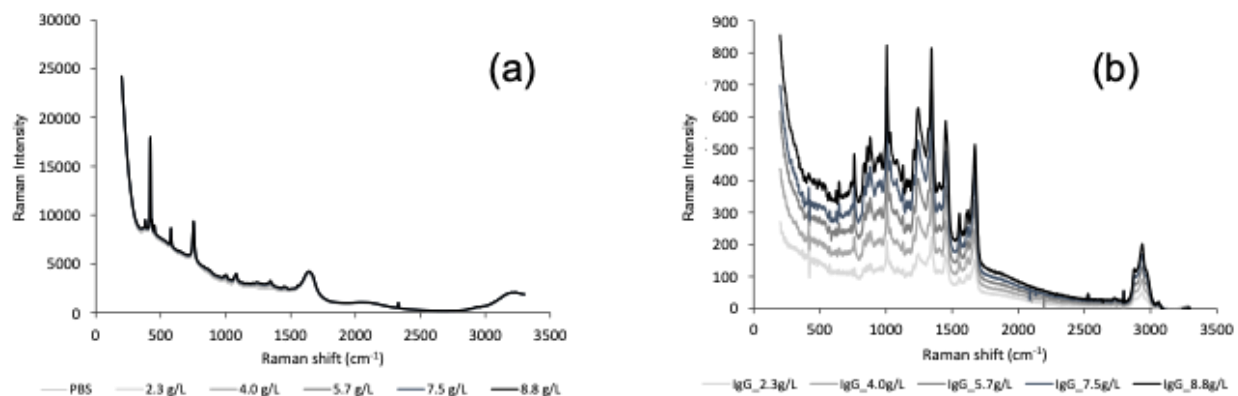 30000
25000
20000
15000
10000
5000
0
Raman Intensity
(a)
0 500 1000 1500 2000 2500 3000 3500
Raman shift (cm⁻¹)
PBS 2.3 g/L 4.0 g/L 5.7 g/L 7.5 g/L 8.8 g/L
900
800
700
600
500
400
300
200
100
0
Raman Intensity
(b)
0 500 1000 1500 2000 2500 3000 3500
Raman shift (cm⁻¹)
IgG_2.3g/L IgG_4.0g/L IgG_5.7g/L IgG_7.5g/L IgG_8.8g/L